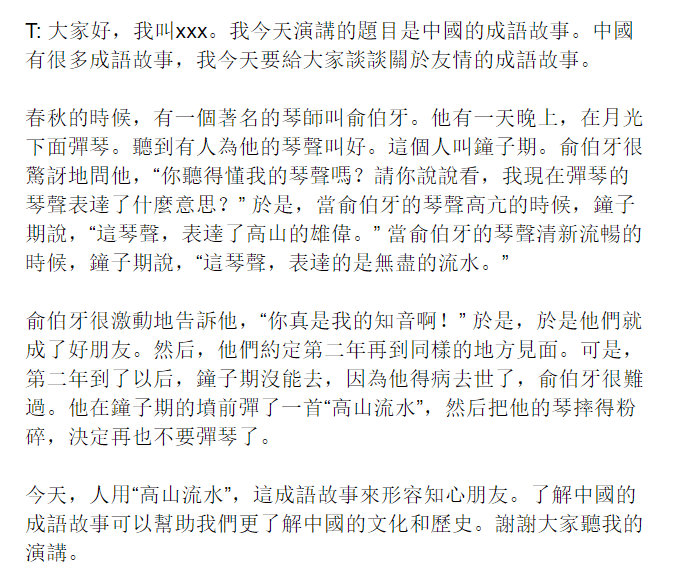 T: 大家好，我叫xxx。我今天演講的題目是中國的成語故事。中國
有很多成語故事，我今天要給大家談談關於友情的成語故事。
春秋的時候，有一個著名的琴師叫俞伯牙。他有一天晚上，在月光
下面彈琴。聽到有人為他的琴聲叫好。這個人叫鐘子期。俞伯牙很
驚訝地問他，“你聽得懂我的琴聲嗎？請你說說看，我現在彈琴的
琴聲表達了什麼意思？” 於是，當俞伯牙的琴聲高亢的時候，鐘子
期說，“這琴聲，表達了高山的雄偉。” 當俞伯牙的琴聲清新流暢的
時候，鐘子期說，“這琴聲，表達的是無盡的流水。”
俞伯牙很激動地告訴他，“你真是我的知音啊！” 於是，於是他們就
成了好朋友。然后，他們約定第二年再到同樣的地方見面。可是，
第二年到了以后，鐘子期沒能去，因為他得病去世了，俞伯牙很難
過。他在鐘子期的墳前彈了一首“高山流水”，然后把他的琴摔得粉
碎，決定再也不要彈琴了。
今天，人用“高山流水”，這成語故事來形容知心朋友。了解中國的
成語故事可以幫助我們更了解中國的文化和歷史。謝謝大家聽我的
演講。